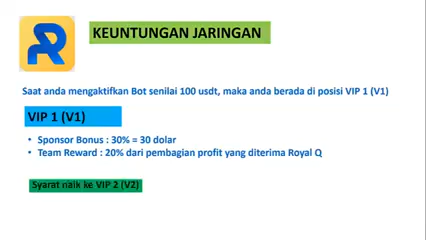 KEUNTUNGAN JARINGAN
Saat anda mengaktifkan Bot senilai 100 usdt, maka anda berada di posisi VIP 1 (V1)
VIP 1 (V1)
• Sponsor Bonus : 30% = 30 dolar
• Team Reward : 20% dari pembagian profit yang diterima Royal Q
Syarat naik ke VIP 2 (V2)